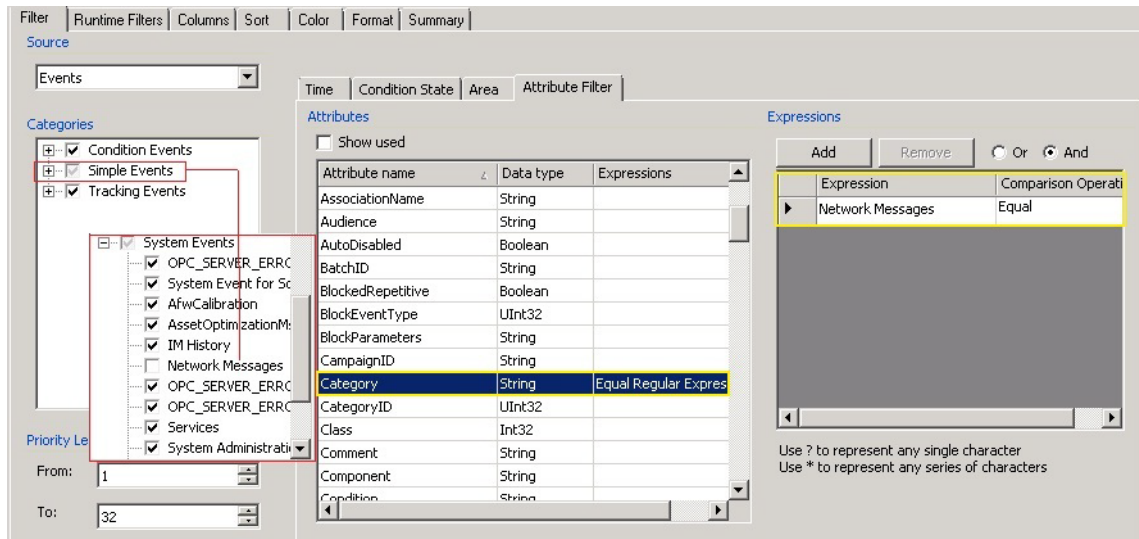 Filter Runtime Filters Columns Sort Color Format Summary
Source
Events
Time Condition State Area Attribute Filter
Categories
Condition Events
Simple Events
Tracking Events
System Events
OPC_SERVER_ERRO
System Event for Sc
AfwCalibration
AssetOptimizationM
IM History
Network Messages
OPC_SERVER_ERRO
OPC_SERVER_ERRO
Services
System Administrati
Priority Le
From: 1
To: 32
Attributes
Show used
Attribute name Data type Expressions
AssociationName String
Audience String
AutoDisabled Boolean
BatchID String
BlockedRepetitive Boolean
BlockEventType UInt32
BlockParameters String
CampaignID String
Category String Equal Regular Expres
CategoryID UInt32
Class Int32
Comment String
Component String
Condition String
Expressions
Add Remove Or And
Expression Comparison Operati
Network Messages Equal
Use ? to represent any single character
Use * to represent any series of characters